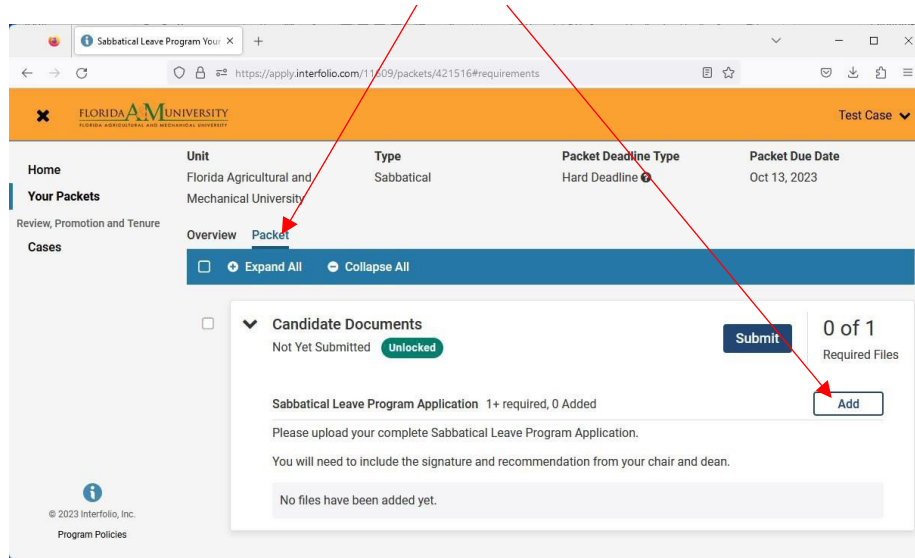 Sabbatical Leave Program Your
https://apply.interfolio.com/11609/packets/421516#requirements
FLORIDA A&M UNIVERSITY
FLORIDA AGRICULTURAL AND MECHANICAL UNIVERSITY
Test Case
Home
Your Packets
Review, Promotion and Tenure
Cases
Unit
Florida Agricultural and
Mechanical University
Type
Sabbatical
Packet Deadline Type
Hard Deadline
Packet Due Date
Oct 13, 2023
Overview Packet
Expand All Collapse All
Candidate Documents
Not Yet Submitted Unlocked
Submit
0 of 1
Required Files
Sabbatical Leave Program Application 1+ required, 0 Added
Add
Please upload your complete Sabbatical Leave Program Application.
You will need to include the signature and recommendation from your chair and dean.
No files have been added yet.
© 2023 Interfolio, Inc.
Program Policies